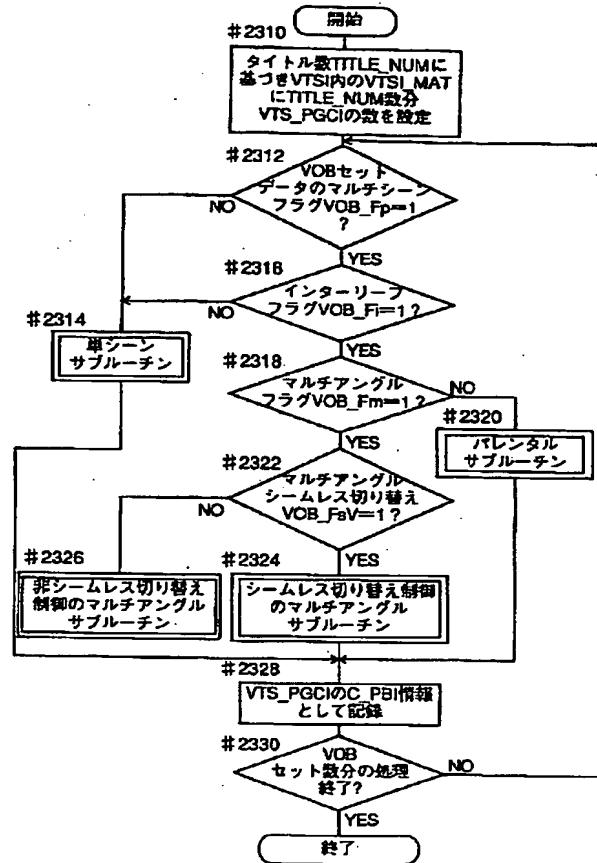 開始
#2310
タイトル数TITLE_NUMに
基づきVTSI内のVTSI_MAT
にTITLE_NUM数分
VTS_PGCIの数を設定
#2312
VOBセット
データのマルチシーン
フラグVOB_Fp=1
?
NO
YES
#2316
インターリーブ
フラグVOB_Fi=1?
NO
YES
#2314
単シーン
サブルーチン
#2318
マルチアングル
フラグVOB_Fm=1?
NO
YES
#2320
パレンタル
サブルーチン
#2322
マルチアングル
シームレス切り替え
VOB_FsV=1?
NO
YES
#2326
非シームレス切り替え
制御のマルチアングル
サブルーチン
#2324
シームレス切り替え制御
のマルチアングル
サブルーチン
#2328
VTS_PGCIのC_PBI情報
として記録
#2330
VOB
セット数分の処理
終了?
NO
YES
終了